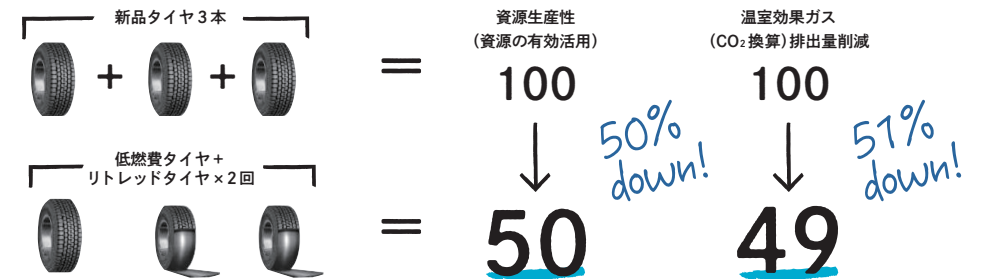 新品タイヤ3本
+ +
=
資源生産性
(資源の有効活用)
100
温室効果ガス
(CO₂換算)排出量削減
100
50%
down!
51%
down!
低燃費タイヤ+
リトレッドタイヤ×2回
=
50
49